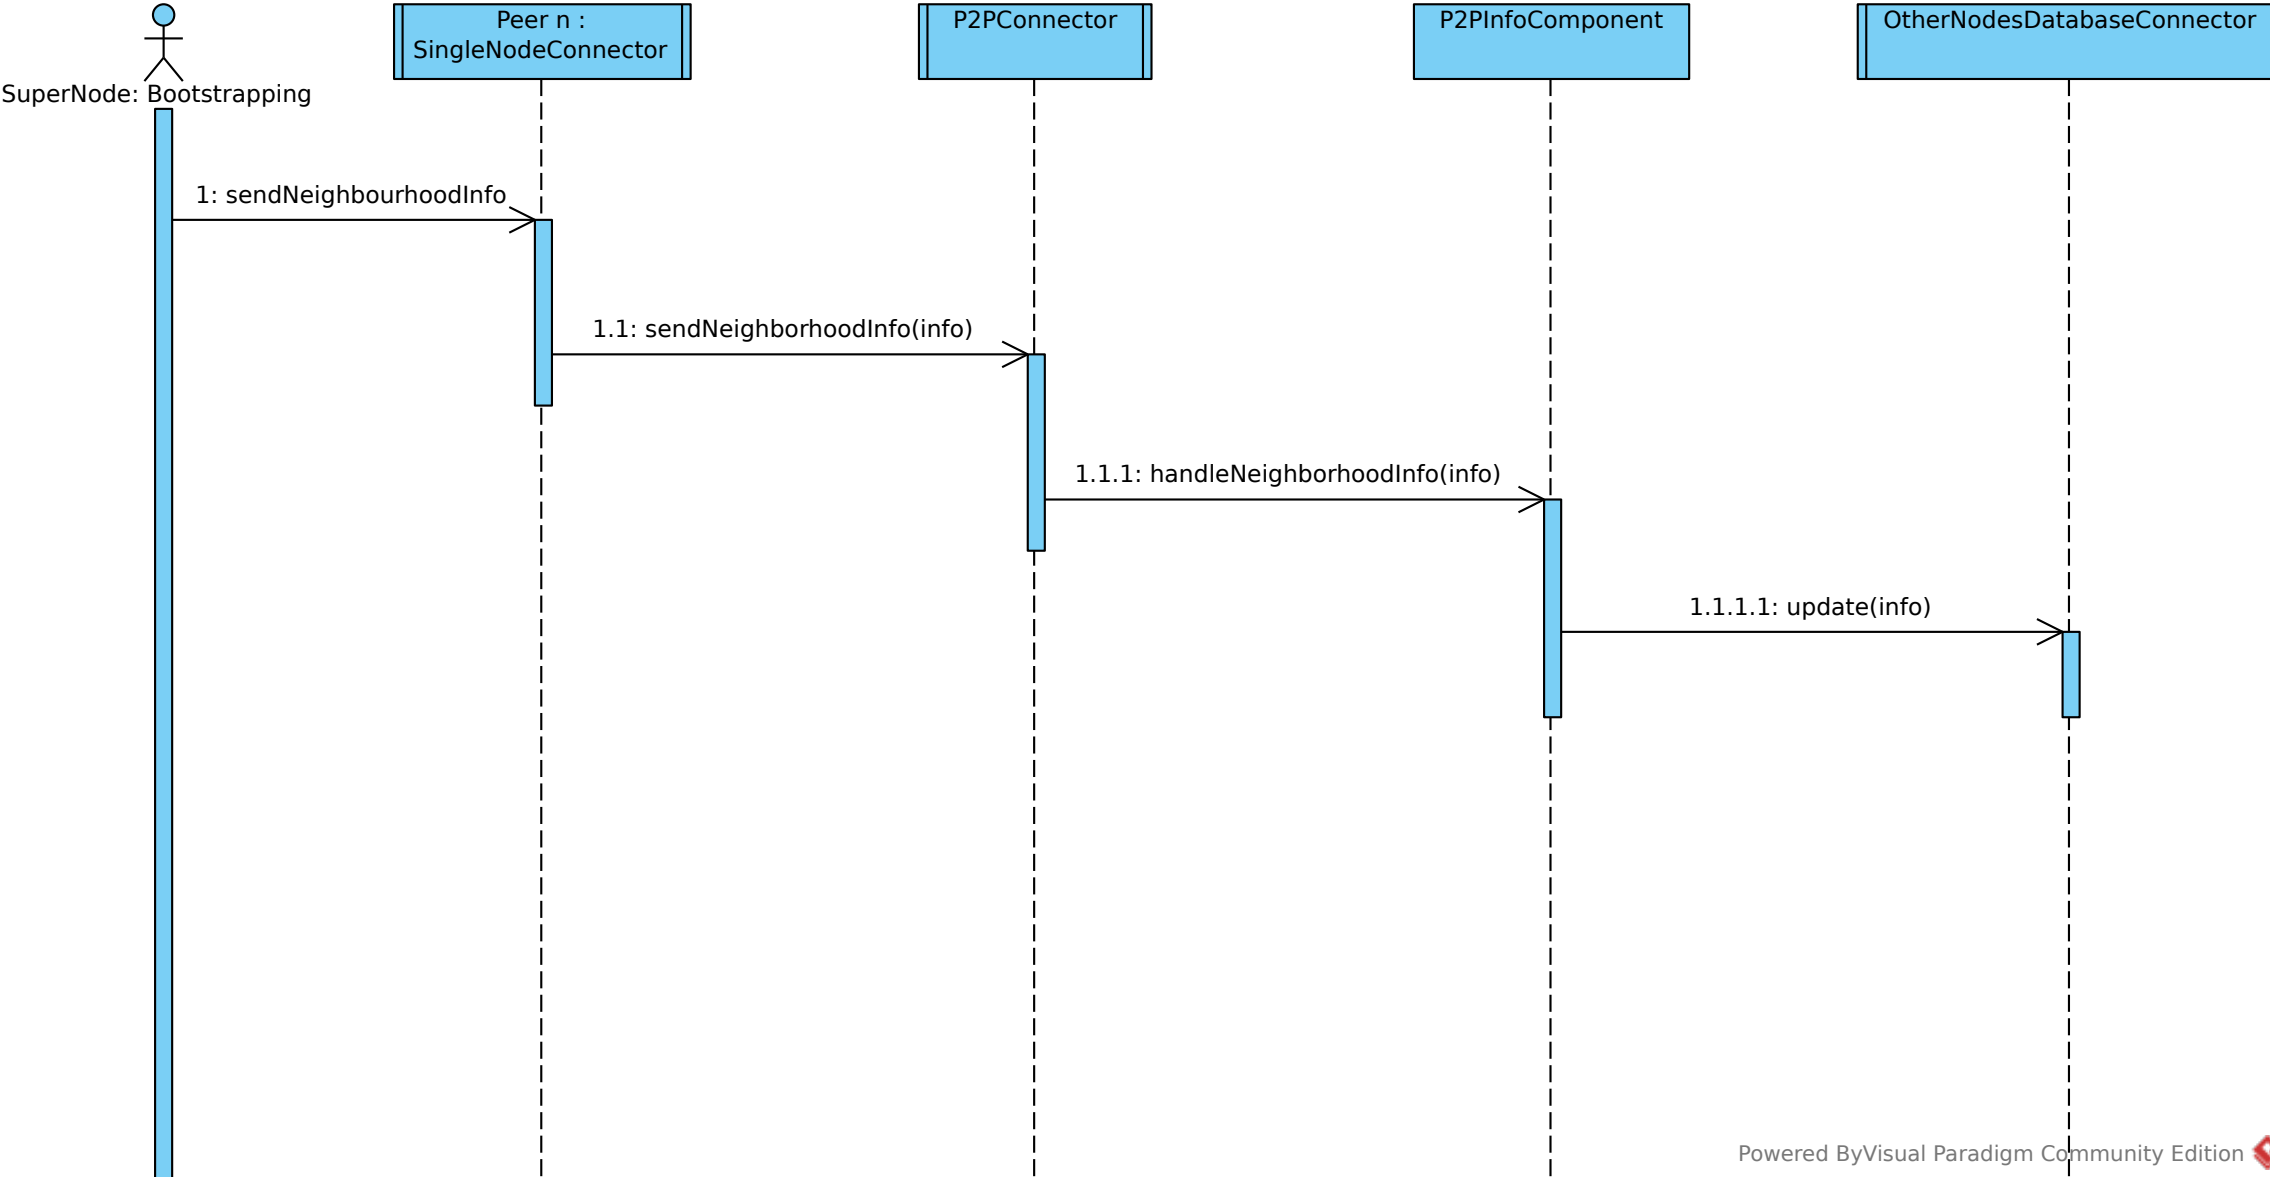 SuperNode: Bootstrapping
Peer n :
SingleNodeConnector
P2PConnector
P2PInfoComponent
OtherNodesDatabaseConnector
1: sendNeighbourhoodInfo
1.1: sendNeighborhoodInfo(info)
1.1.1: handleNeighborhoodInfo(info)
1.1.1.1: update(info)
Powered ByVisual Paradigm Community Edition